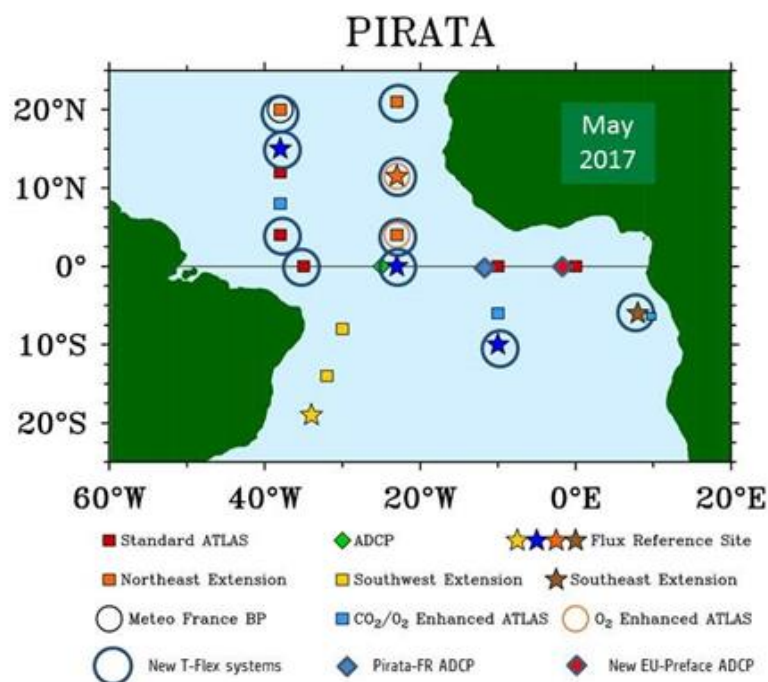 PIRATA
May
2017
20°N
10°N
0°
10°S
20°S
60°W 40°W 20°W 0°E 20°E
Standard ATLAS ADCP Flux Reference Site
Northeast Extension Southwest Extension Southeast Extension
Meteo France BP CO₂/O₂ Enhanced ATLAS O₂ Enhanced ATLAS
New T-Flex systems Pirata-FR ADCP New EU-Preface ADCP